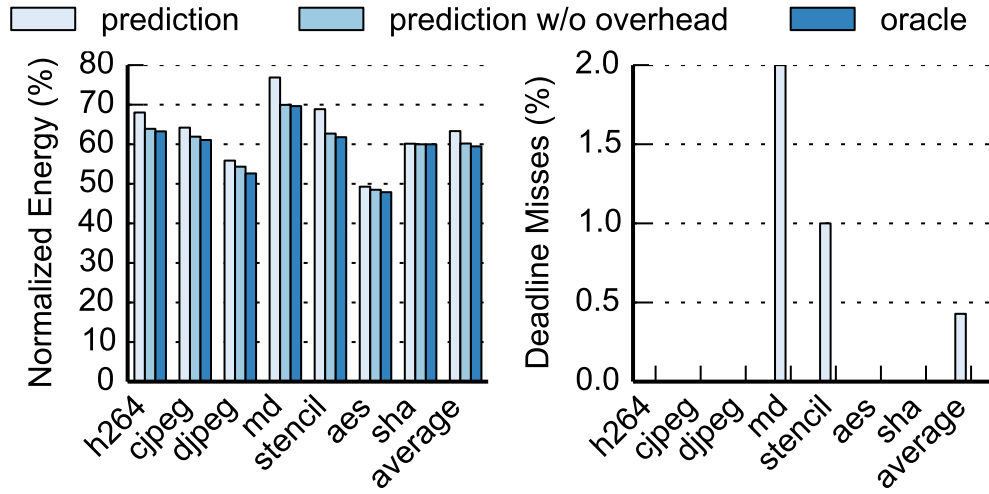 prediction prediction w/o overhead oracle
Normalized Energy (%)
80
70
60
50
40
30
20
10
0
h264 cjpeg djpeg md stencil aes sha average
Deadline Misses (%)
2.0
1.5
1.0
0.5
0.0
h264 cjpeg djpeg md stencil aes sha average